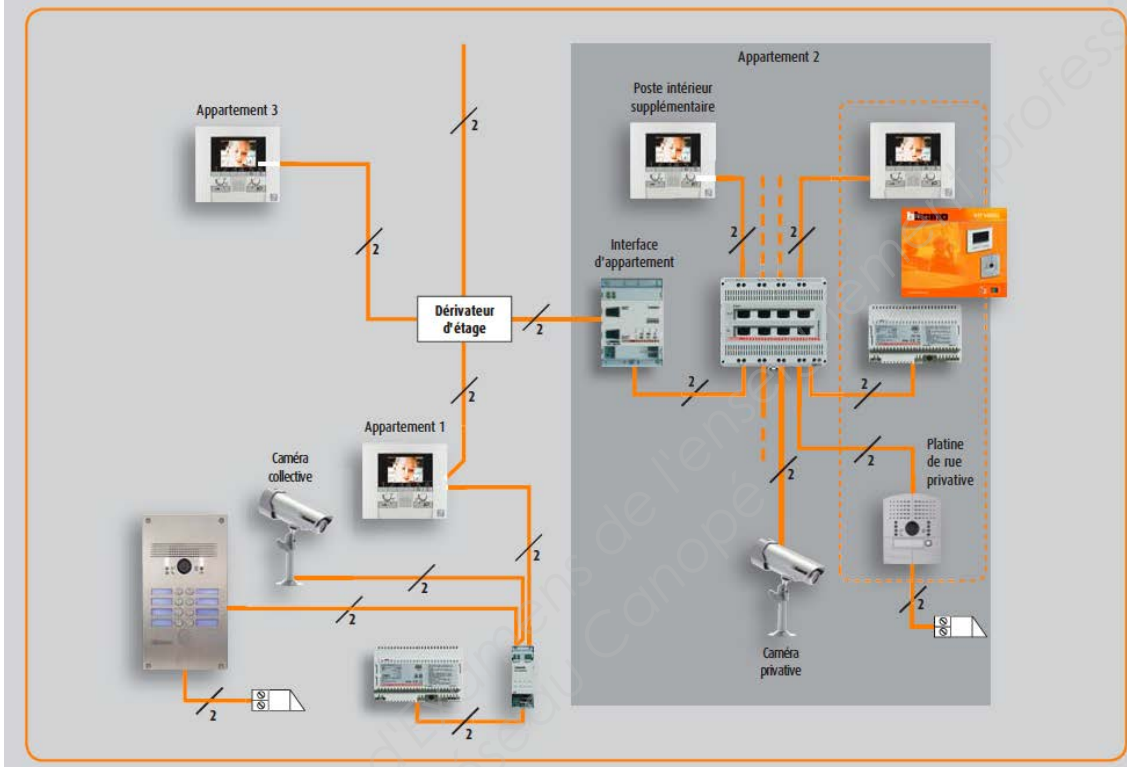 Appartement 2
Appartement 3
Poste intérieur
supplémentaire
2
2
2
2
Interface
d'appartement
Dérivateur
d'étage
2
2
2
2
Appartement 1
Caméra
collective
Platine
de rue
privative
2
2
2
2
2
2
Caméra
privative
2
2